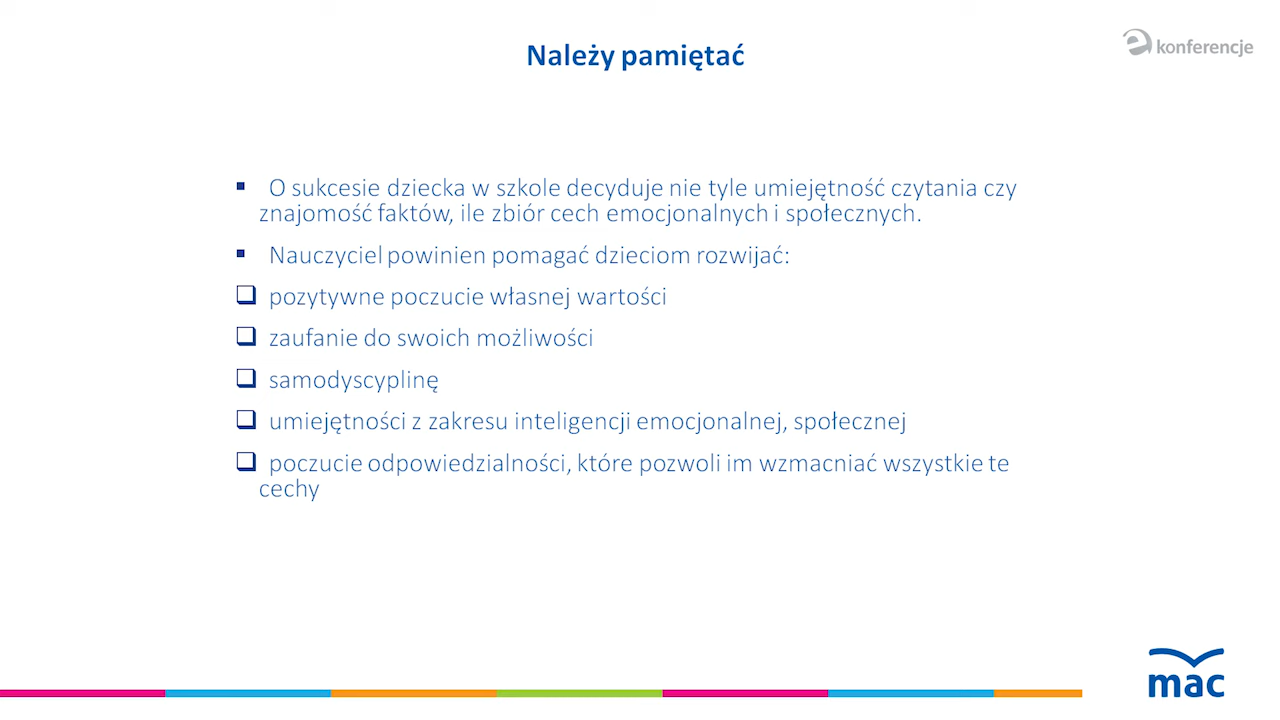 Należy pamiętać
e konferencje
O sukcesie dziecka w szkole decyduje nie tyle umiejętność czytania czy
znajomość faktów, ile zbiór cech emocjonalnych i społecznych.
Nauczyciel powinien pomagać dzieciom rozwijać:
pozytywne poczucie własnej wartości
zaufanie do swoich możliwości
samodyscyplinę
umiejętności z zakresu inteligencji emocjonalnej, społecznej
poczucie odpowiedzialności, które pozwoli im wzmacniać wszystkie te
cechy
mac